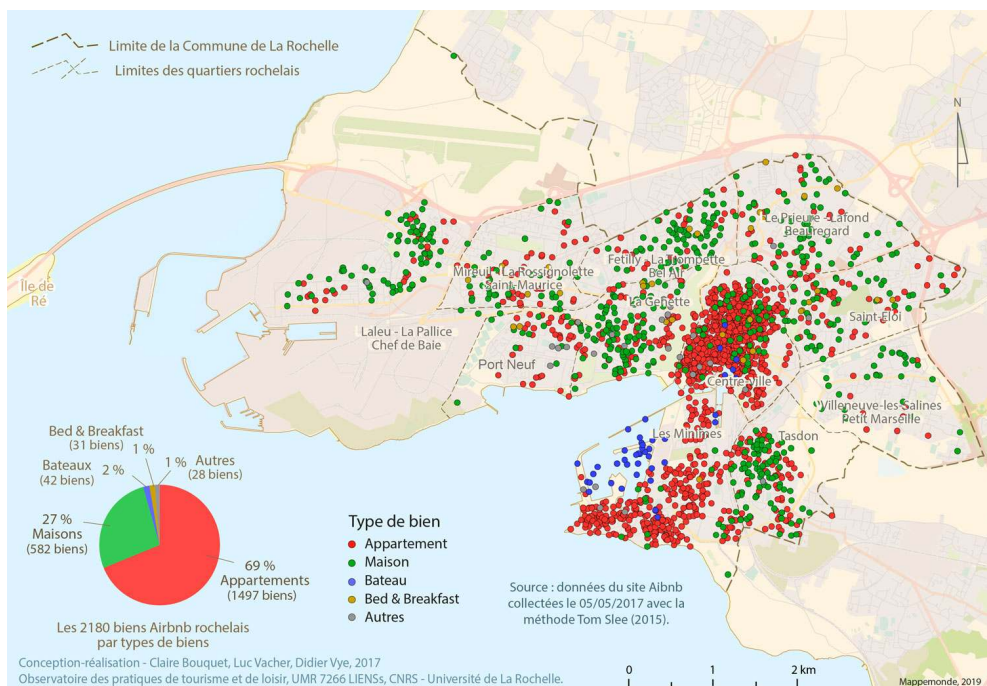 Limite de la Commune de La Rochelle
Limites des quartiers rochelais
N
Île de
Ré
Le Prieuré - Lafond
Beauregard
Fetilly - La Trompette
Bel Air
Mireuil - La Rossignolette
Saint-Maurice
La Genette
Saint-Eloi
Laleu - La Pallice
Chef de Baie
Port Neuf
Centre-ville
Villeneuve-les-Salines
Petit Marseille
Les Minimes
Tasdon
Bed & Breakfast
(31 biens)
1 %
Bateaux
(42 biens)
2 %
1 %
Autres
(28 biens)
27 %
Maisons
(582 biens)
69 %
Appartements
(1497 biens)
Les 2180 biens Airbnb rochelais
par types de biens
Type de bien
Appartement
Maison
Bateau
Bed & Breakfast
Autres
Source : données du site Aibnb
collectées le 05/05/2017 avec la
méthode Tom Slee (2015).
Conception-réalisation - Claire Bouquet, Luc Vacher, Didier Vye, 2017
Observatoire des pratiques de tourisme et de loisir, UMR 7266 LIENSs, CNRS - Université de La Rochelle.
0 1 2 km
Mappemonde, 2019